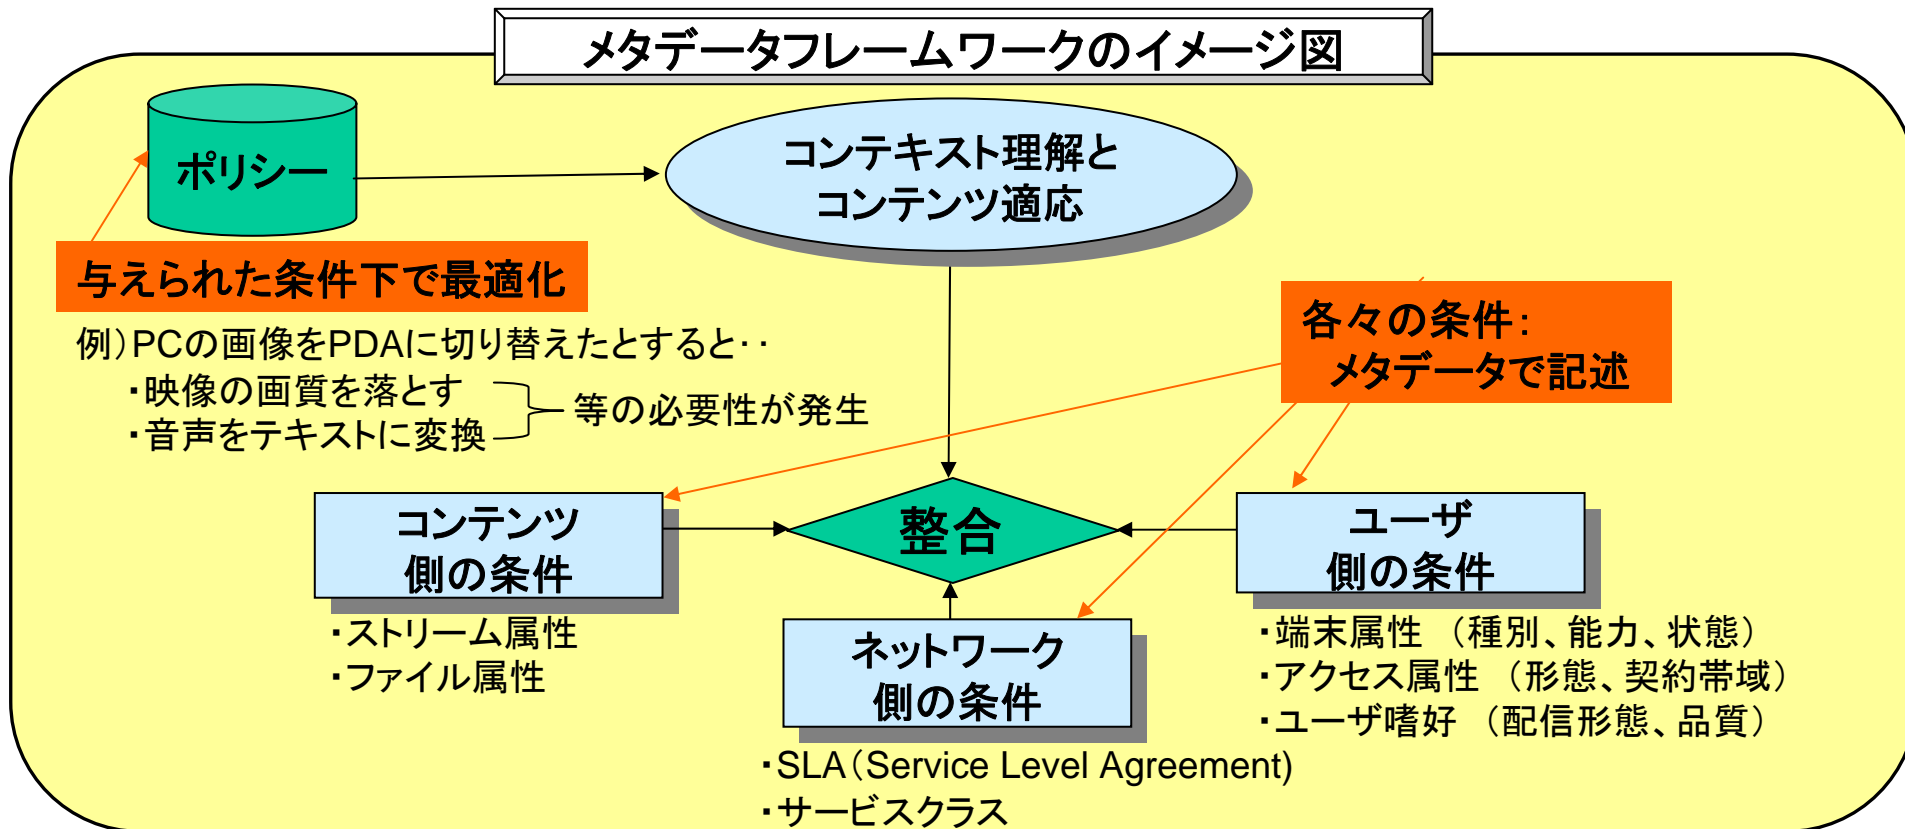 メタデータフレームワークのイメージ図
ポリシー
コンテキスト理解と
コンテンツ適応
与えられた条件下で最適化
例）PCの画像をPDAに切り替えたとすると‥
・映像の画質を落とす
・音声をテキストに変換
等の必要性が発生
各々の条件：
メタデータで記述
コンテンツ
側の条件
・ストリーム属性
・ファイル属性
整合
ネットワーク
側の条件
・SLA（Service Level Agreement)
・サービスクラス
ユーザ
側の条件
・端末属性 （種別、能力、状態）
・アクセス属性 （形態、契約帯域）
・ユーザ嗜好 （配信形態、品質）